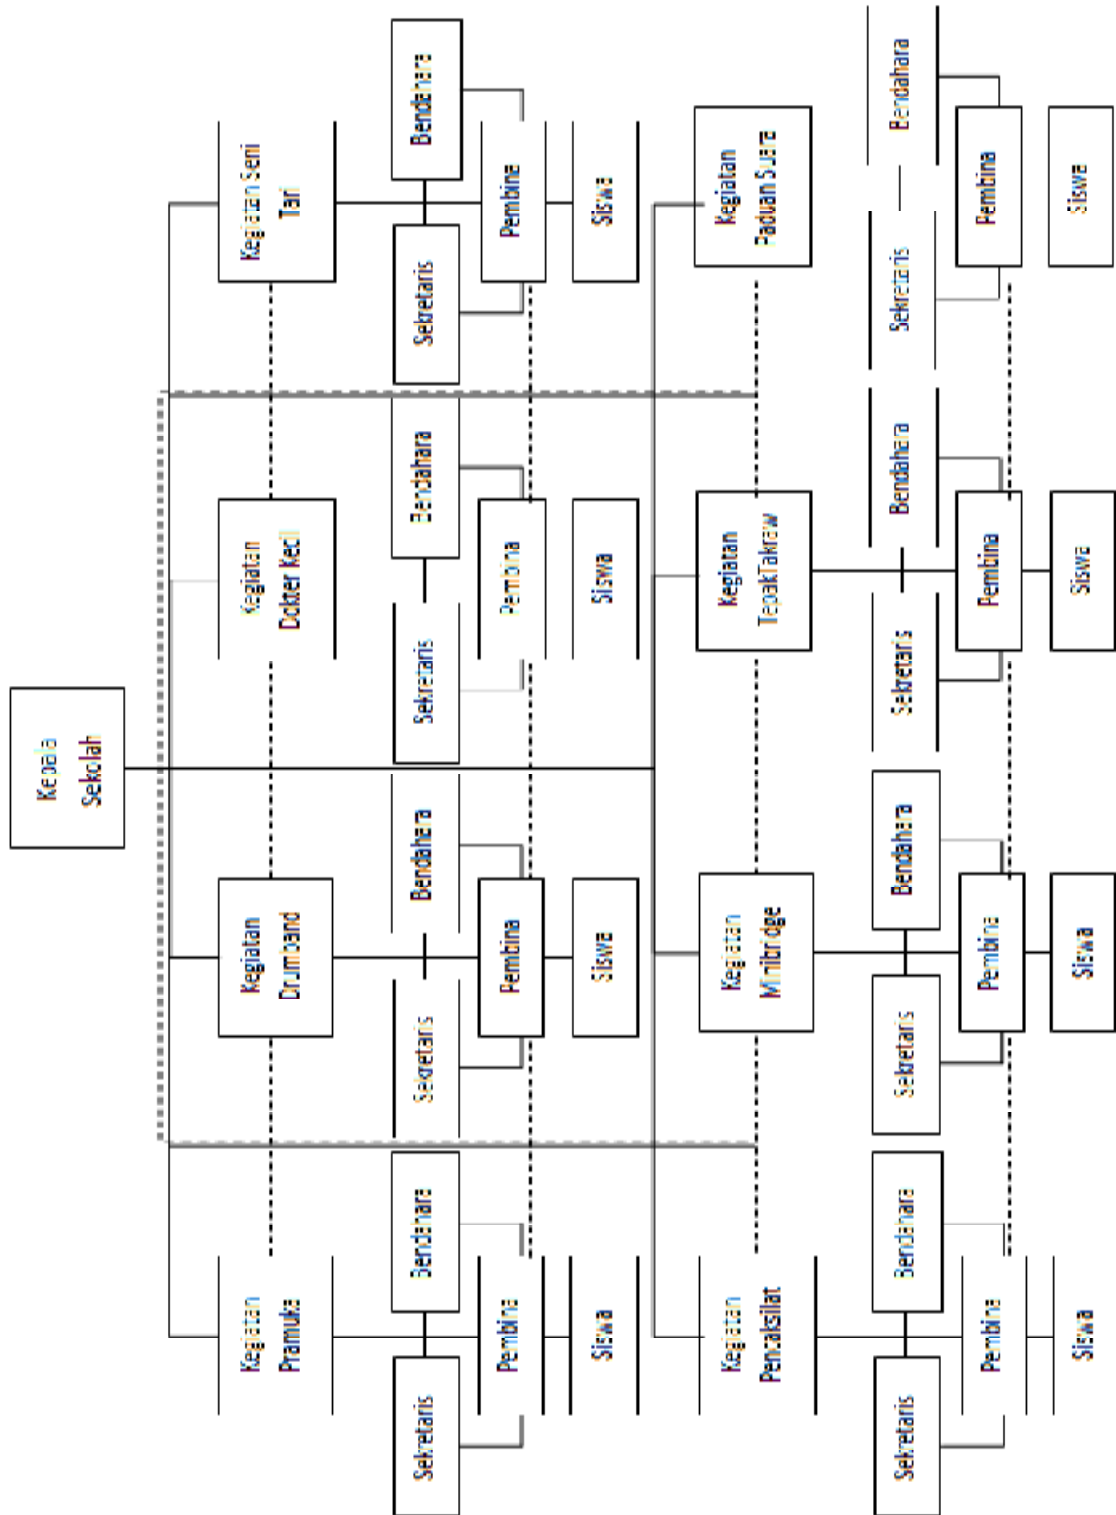 Kepala
Sekolah
Kegiatan
Pramuka
Kegiatan
Drumband
Kegiatan
Dokter Kecil
Kegiatan Seni
Tari
Sekretaris
Bendahara
Sekretaris
Bendahara
Sekretaris
Bendahara
Sekretaris
Bendahara
Pembina
Pembina
Pembina
Pembina
Siswa
Siswa
Siswa
Siswa
Kegiatan
Pencaksilat
Kegiatan
Minibridge
Kegiatan
TepakTakraw
Kegiatan
Paduan Suara
Sekretaris
Bendahara
Sekretaris
Bendahara
Sekretaris
Bendahara
Sekretaris
Bendahara
Pembina
Pembina
Pembina
Pembina
Siswa
Siswa
Siswa
Siswa